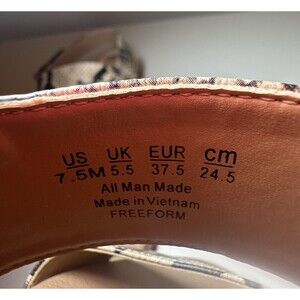 US UK EUR cm
7.5M 5.5 37.5 24.5
All Man Made
Made in Vietnam
FREEFORM